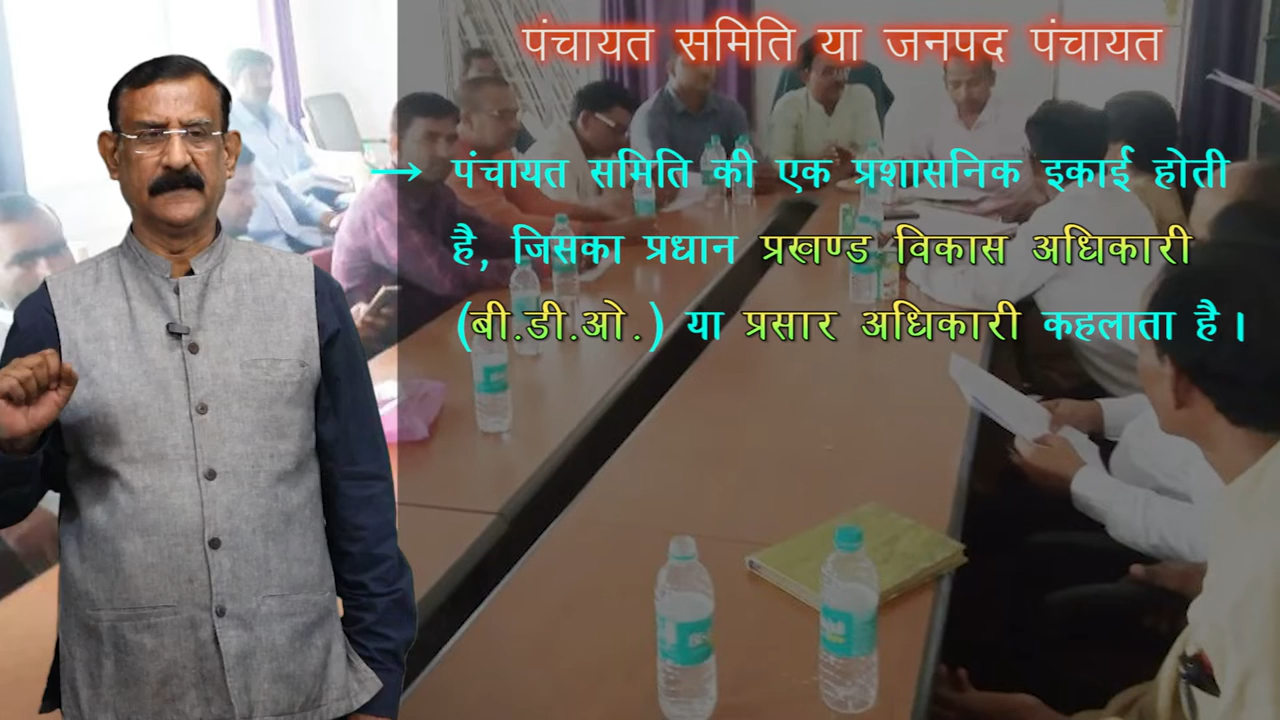 पंचायत समिति या जनपद पंचायत
→ पंचायत समिति की एक प्रशासनिक इकाई होती
है, जिसका प्रधान प्रखण्ड विकास अधिकारी
(बी.डी.ओ.) या प्रसार अधिकारी कहलाता है।